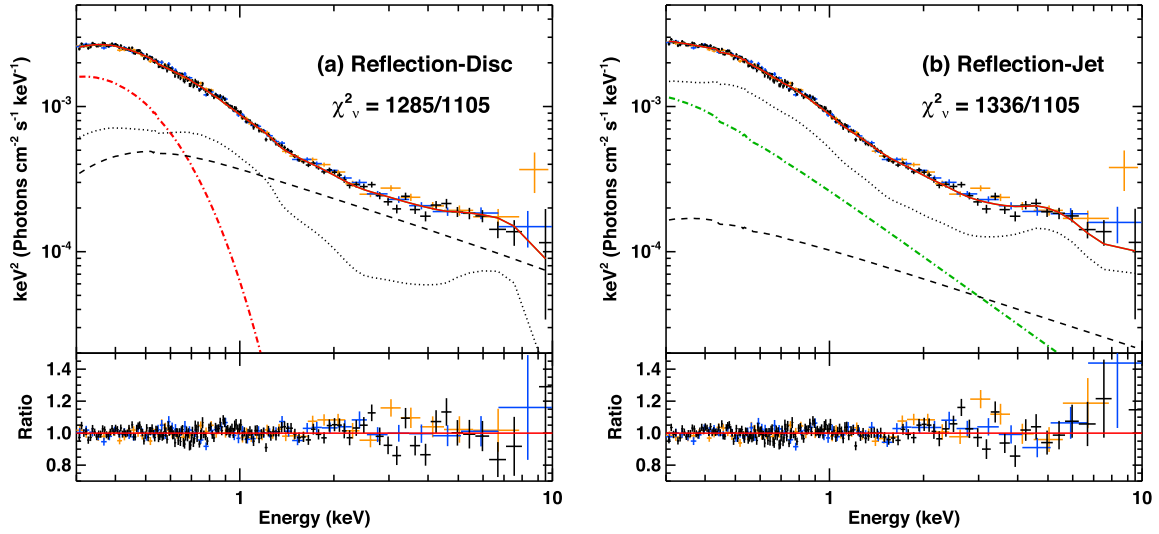 (a) Reflection-Disc
χ²ᵥ = 1285/1105
10⁻³
10⁻⁴
keV² (Photons cm⁻² s⁻¹ keV⁻¹)
1.4
1.2
1.0
0.8
Ratio
1
10
Energy (keV)
(b) Reflection-Jet
χ²ᵥ = 1336/1105
10⁻³
10⁻⁴
keV² (Photons cm⁻² s⁻¹ keV⁻¹)
1.4
1.2
1.0
0.8
Ratio
1
10
Energy (keV)